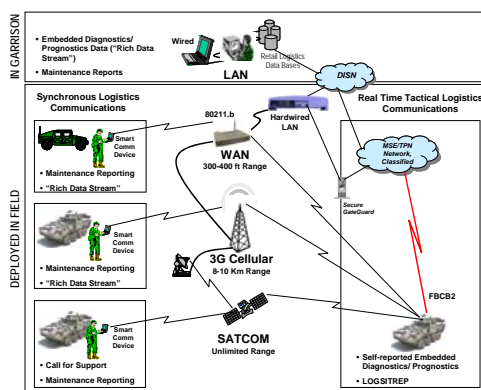 IN GARRISON
• Embedded Diagnostics/
Prognostics Data ("Rich Data
Stream")
• Maintenance Reports
Wired
LAN
Retail Logistics
Data Bases
DISN
DEPLOYED IN FIELD
Synchronous Logistics
Communications
Smart
Comm
Device
• Maintenance Reporting
• "Rich Data Stream"
Smart
Comm
Device
• Maintenance Reporting
• "Rich Data Stream"
Smart
Comm
Device
• Call for Support
• Maintenance Reporting
80211.b
WAN
300-400 ft Range
Hardwired
LAN
3G Cellular
8-10 Km Range
SATCOM
Unlimited Range
Real Time Tactical Logistics
Communications
MSE/TPN
Network,
Classified
Secure
GateGuard
FBCB2
• Self-reported Embedded
Diagnostics/ Prognostics
• LOGSITREP